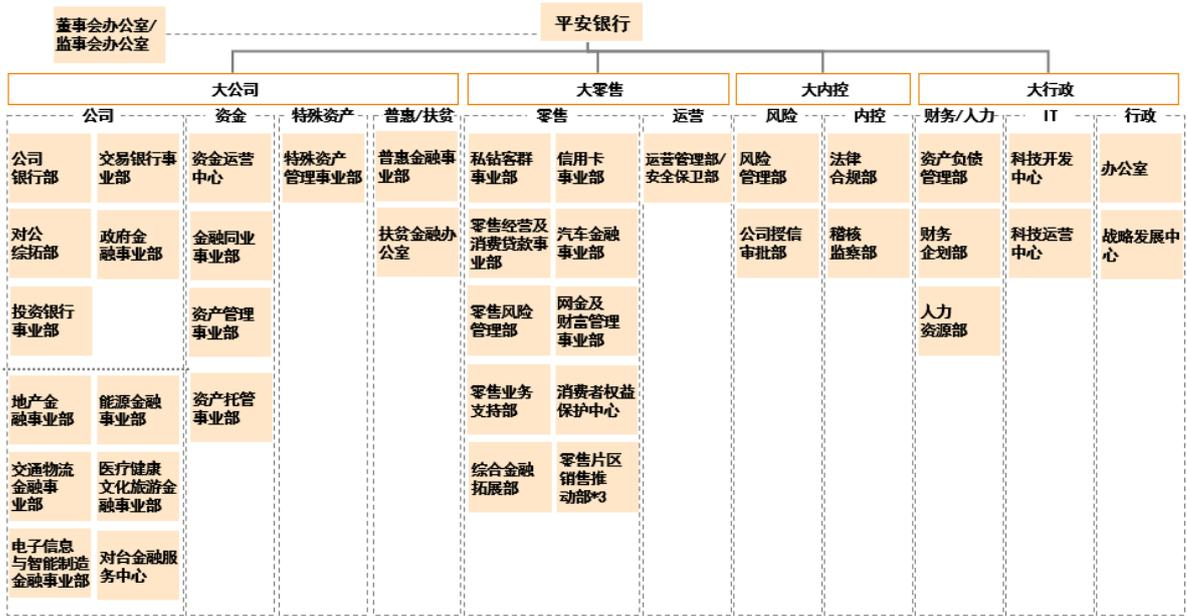 董事会办公室/
监事会办公室
平安银行
大公司
大零售
大内控
大行政
公司
资金
特殊资产
普惠/扶贫
零售
运营
风险
内控
财务/人力
IT
行政
公司
银行部
交易银行事
业部
对公
综拓部
政府金
融事业部
投资银行
事业部
地产金
融事业部
能源金融
事业部
交通物流
金融事
业部
医疗健康
文化旅游金
融事业部
电子信息
与智能制造
金融事业部
对台金融服
务中心
资金运营
中心
金融同业
事业部
资产管理
事业部
资产托管
事业部
特殊资产
管理事业部
普惠金融事
业部
扶贫金融办
公室
私钻客群
事业部
信用卡
事业部
零售经营及
消费贷款事
业部
汽车金融
事业部
零售风险
管理部
网金及
财富管理
事业部
零售业务
支持部
消费者权益
保护中心
综合金融
拓展部
零售片区
销售推
动部*3
运营管理部/
安全保卫部
风险
管理部
公司授信
审批部
法律
合规部
稽核
监察部
资产负债
管理部
财务
企划部
人力
资源部
科技开发
中心
科技运营
中心
办公室
战略发展中
心